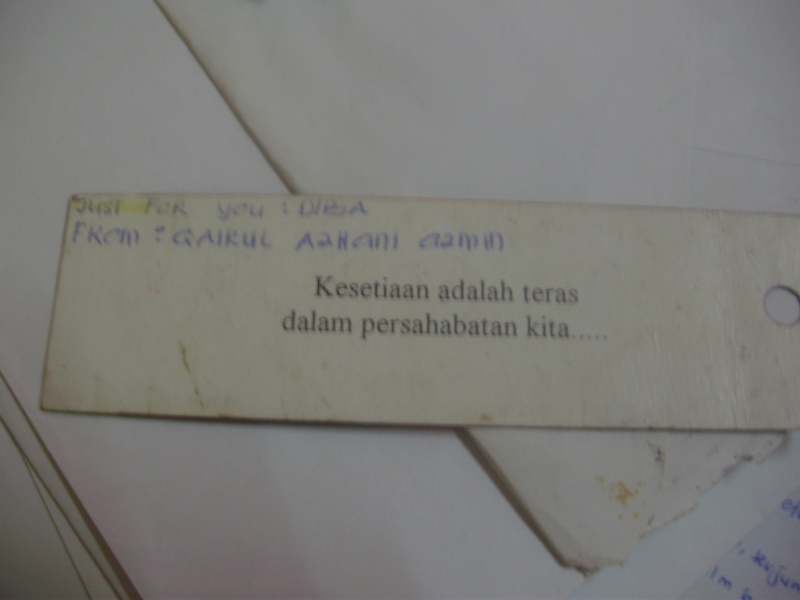 JUST FOR YOU : DIBA
FROM : QAIRUL AZHANI AZMIN
Kesetiaan adalah teras
dalam persahabatan kita.....